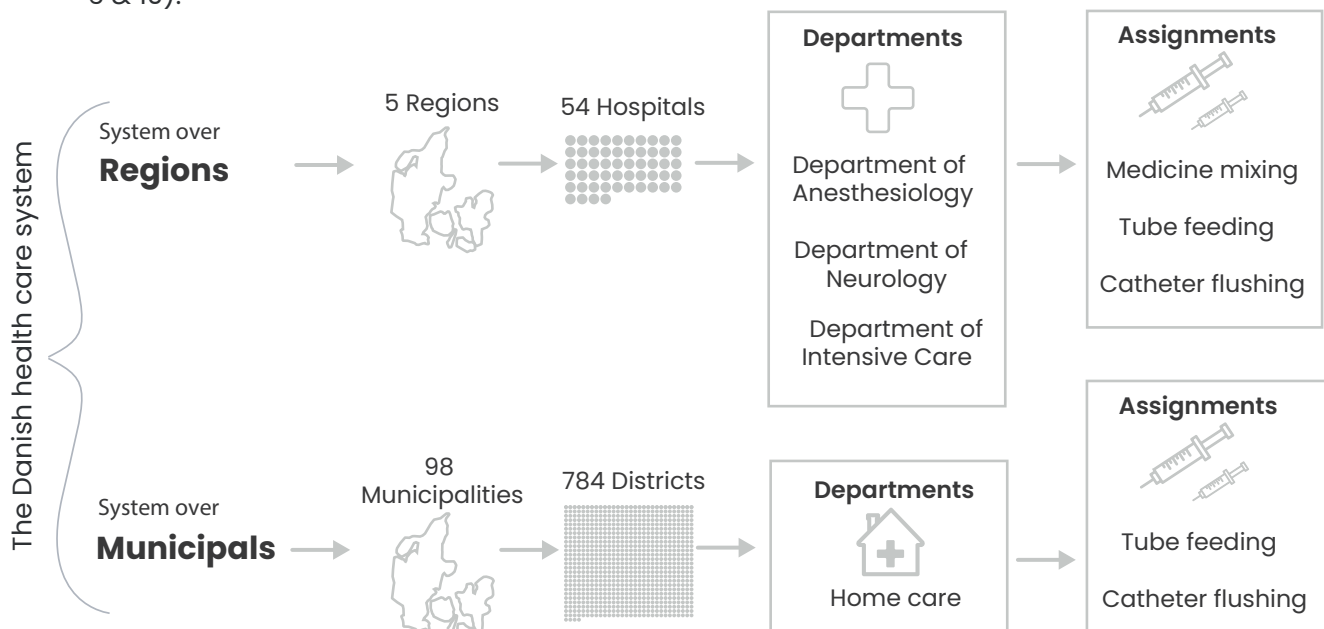 The Danish health care system
System over
Regions
5 Regions
54 Hospitals
Departments
Department of
Anesthesiology
Department of
Neurology
Department of
Intensive Care
Assignments
Medicine mixing
Tube feeding
Catheter flushing
System over
Municipals
98
Municipalities
784 Districts
Departments
Home care
Assignments
Tube feeding
Catheter flushing